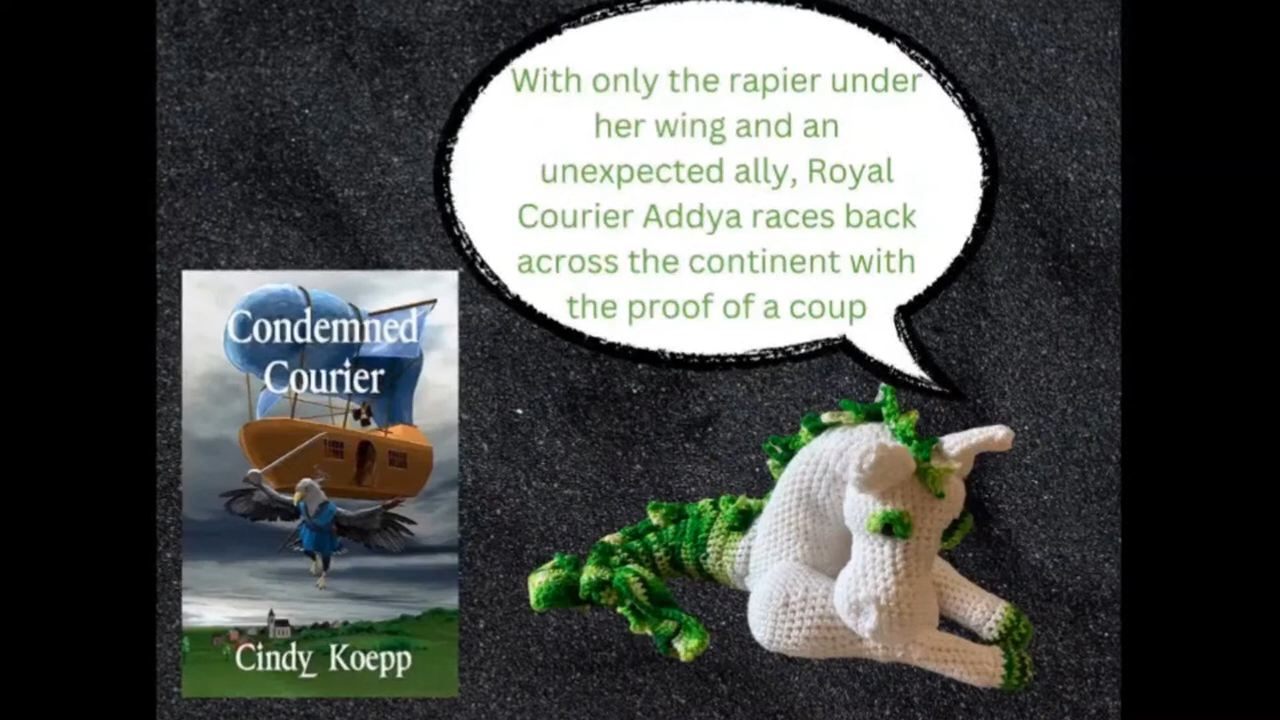 With only the rapier under
her wing and an
unexpected ally, Royal
Courier Addya races back
across the continent with
the proof of a coup
Condemned
Courier
Cindy Koepp